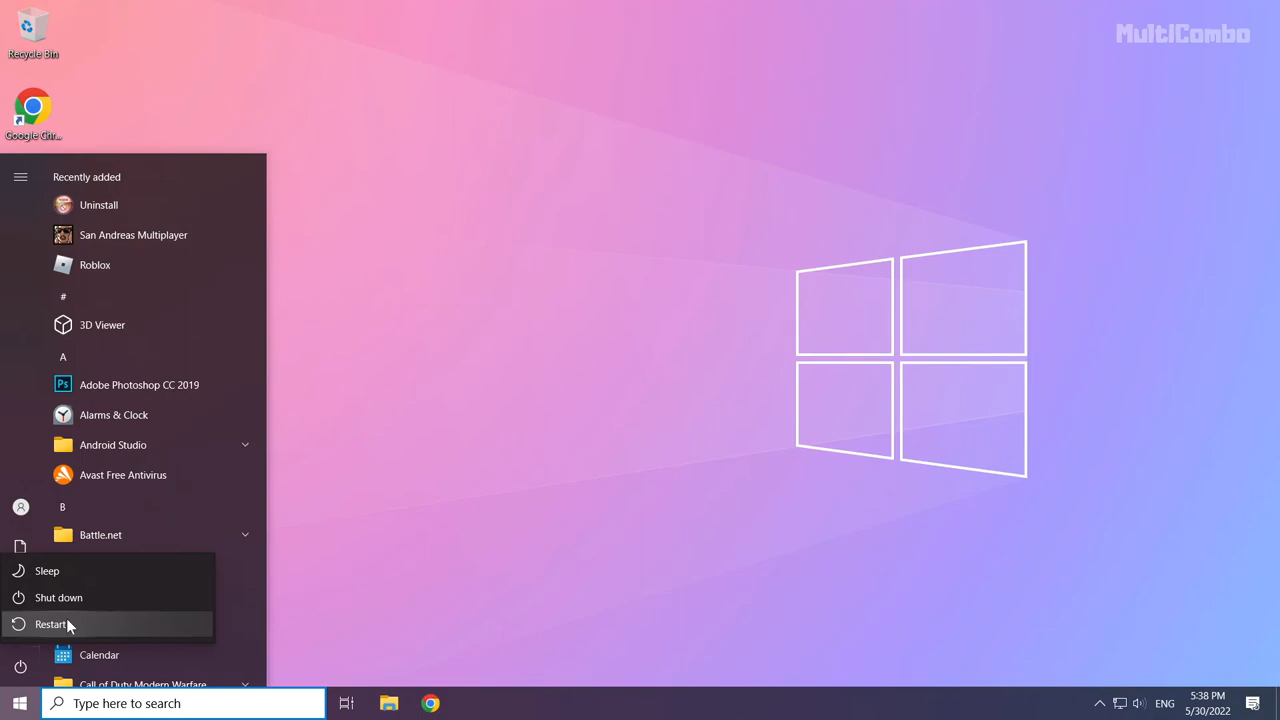 MultiCombo
Recycle Bin
Google Chr...
Recently added
Uninstall
San Andreas Multiplayer
Roblox
#
3D Viewer
A
Adobe Photoshop CC 2019
Alarms & Clock
Android Studio
Avast Free Antivirus
B
Battle.net
Sleep
Shut down
Restart
Calendar
Call of Duty Modern Warfare
Type here to search
ENG
5:38 PM
5/30/2022